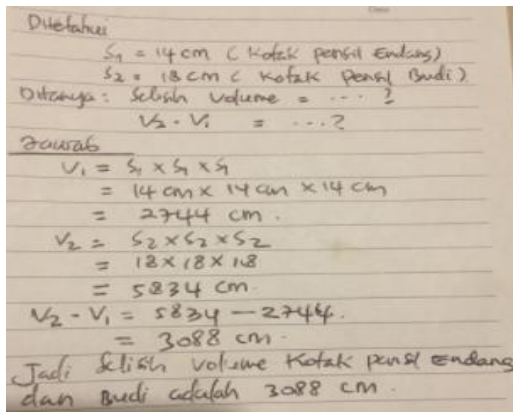 Diketahui
S₁ = 14 cm ( Kotak pensil Endang)
S₂ = 18 cm ( Kotak Pensil Budi )
Ditanya : Selisih Volume = ... ?
V₂ - V₁ = ... ?
Jawab
V₁ = S₁ × S₁ × S₁
= 14 cm × 14 cm × 14 cm
= 2744 cm .
V₂ = S₂ × S₂ × S₂
= 18 × 18 × 18
= 5834 cm .
V₂ - V₁ = 5834 - 2744 .
= 3088 cm .
Jadi Selisih Volume Kotak pensil Endang
dan Budi adalah 3088 cm .